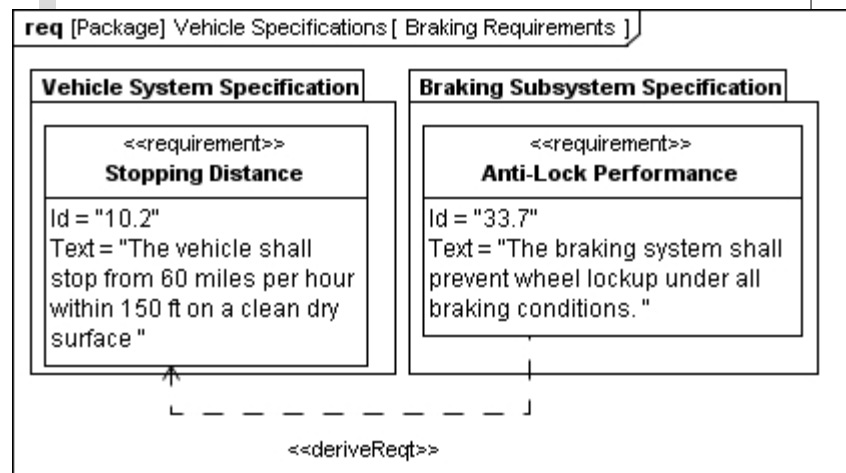 req [Package] Vehicle Specifications [ Braking Requirements ]
Vehicle System Specification
<<requirement>>
Stopping Distance
Id = "10.2"
Text = "The vehicle shall
stop from 60 miles per hour
within 150 ft on a clean dry
surface "
Braking Subsystem Specification
<<requirement>>
Anti-Lock Performance
Id = "33.7"
Text = "The braking system shall
prevent wheel lockup under all
braking conditions. "
<<deriveReqt>>